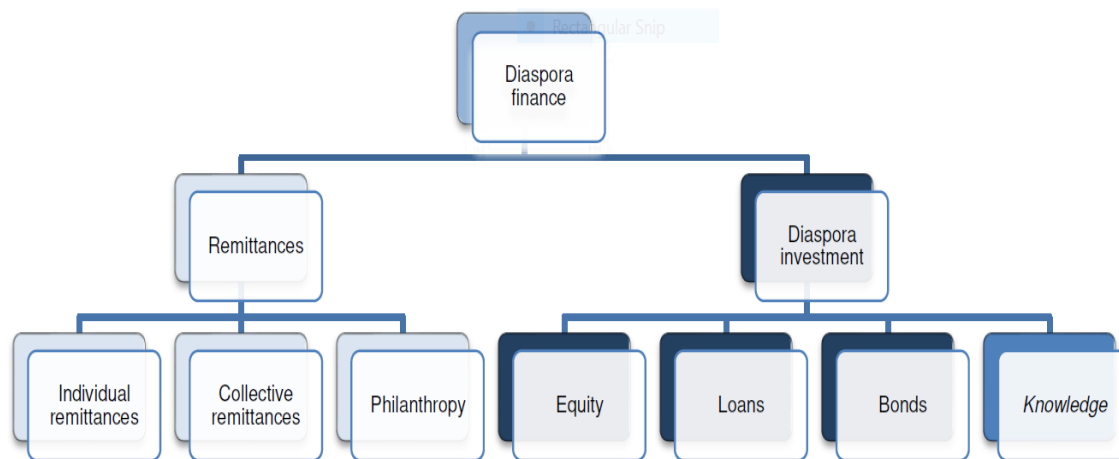 Rectangular Snip
Diaspora
finance
Remittances
Diaspora
investment
Individual
remittances
Collective
remittances
Philanthropy
Equity
Loans
Bonds
Knowledge